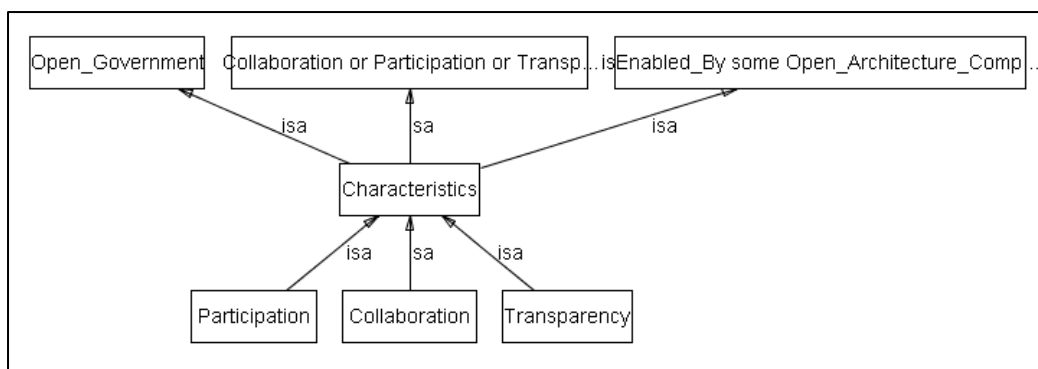 Open_Government
Collaboration or Participation or Transp...
isEnabled_By some Open_Architecture_Comp ...
isa
sa
isa
Characteristics
isa
sa
isa
Participation
Collaboration
Transparency